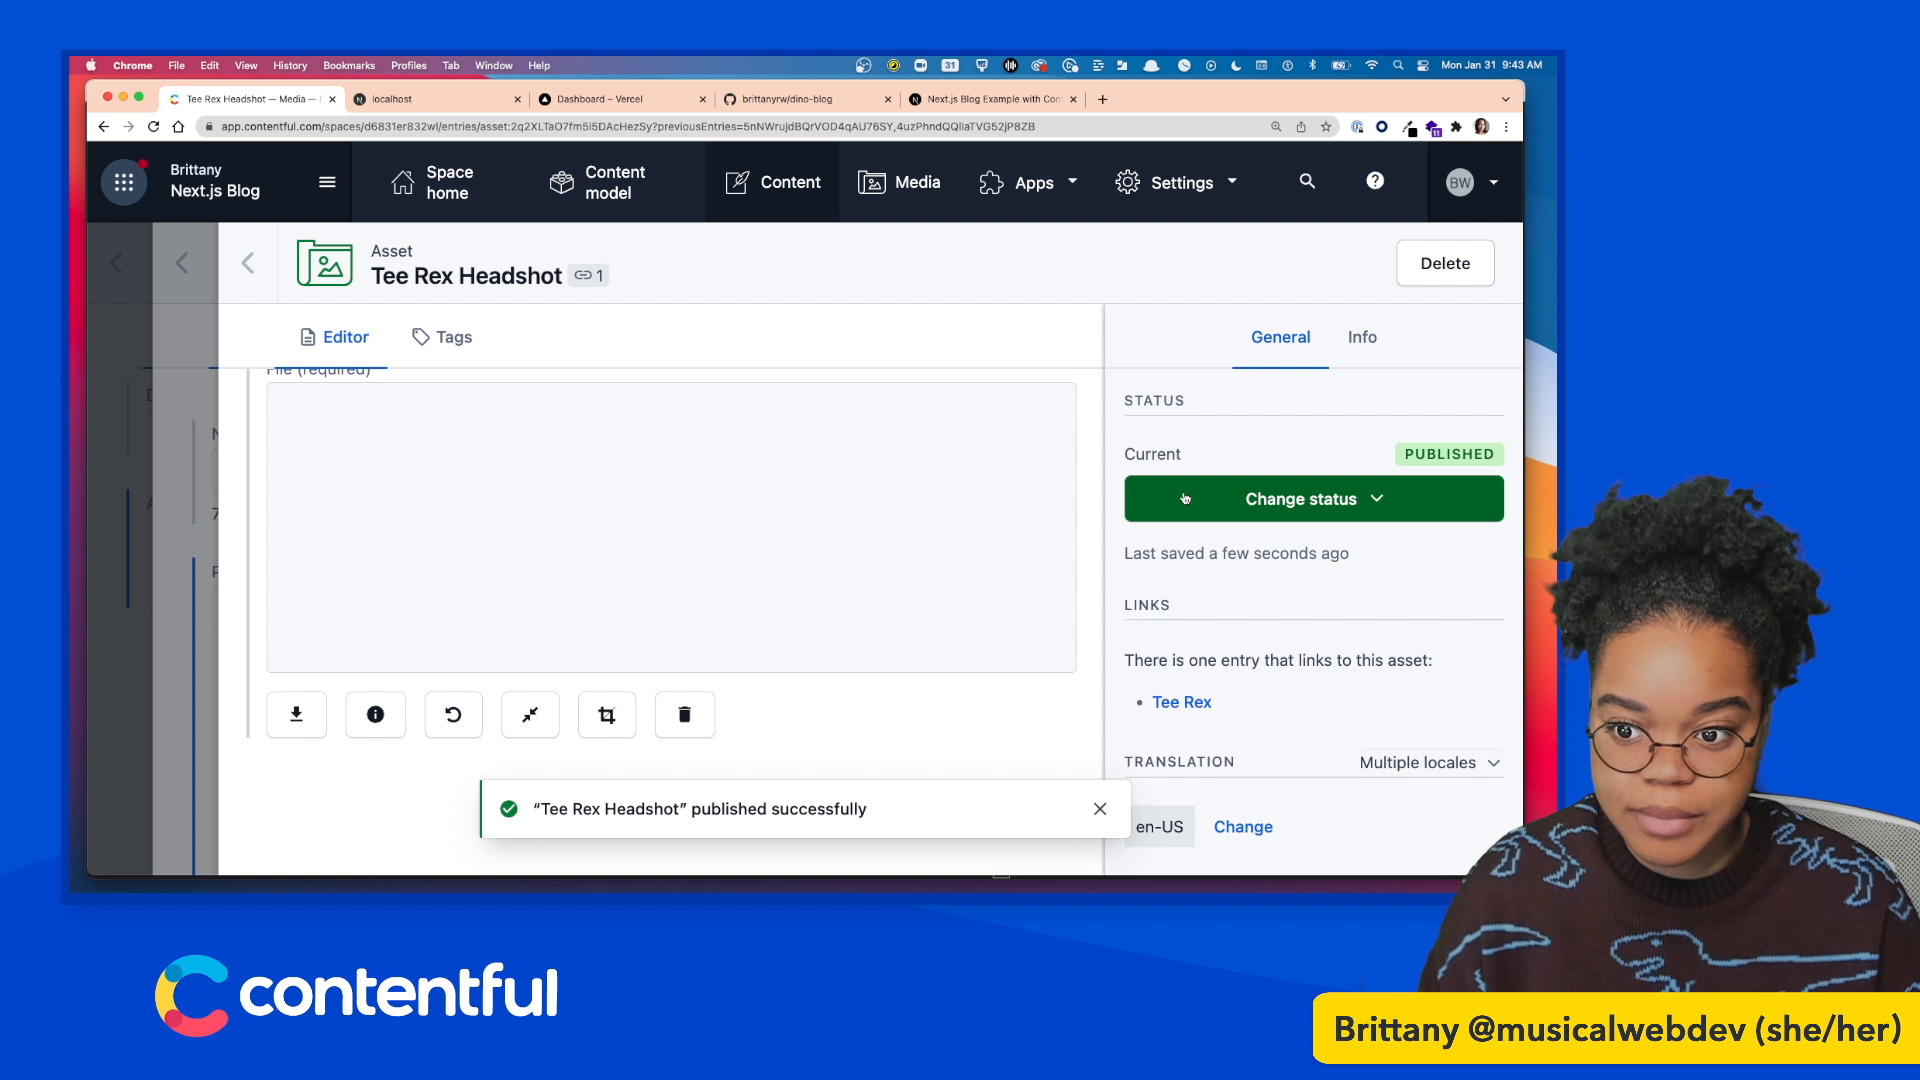 Chrome File Edit View History Bookmarks Profiles Tab Window Help
31
Mon Jan 31 9:43 AM
Tee Rex Headshot — Media —
localhost
Dashboard – Vercel
brittanyrw/dino-blog
Next.js Blog Example with Con
app.contentful.com/spaces/d6831er832wl/entries/asset:2q2XLTaO7fm5i5DAcHezSy?previousEntries=5nNWrujdBQrVOD4qAU76SY,4uzPhndQQIlaTVG52jP8ZB
11
Brittany
Next.js Blog
Space home
Content model
Content
Media
Apps
Settings
BW
Asset
Tee Rex Headshot
1
Delete
Editor
Tags
General
Info
File (required)
STATUS
Current
PUBLISHED
Change status
Last saved a few seconds ago
LINKS
There is one entry that links to this asset:
Tee Rex
TRANSLATION
Multiple locales
en-US
Change
“Tee Rex Headshot” published successfully
contentful
Brittany @musicalwebdev (she/her)